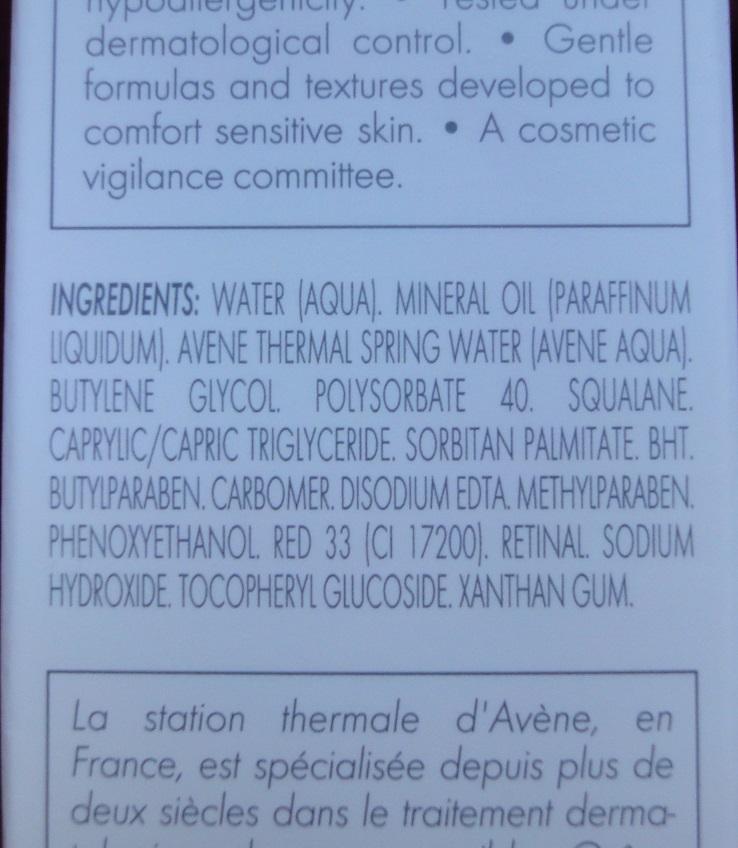 hypoallergenicity. • Tested under
dermatological control. • Gentle
formulas and textures developed to
comfort sensitive skin. • A cosmetic
vigilance committee.
INGREDIENTS: WATER (AQUA). MINERAL OIL (PARAFFINUM
LIQUIDUM). AVENE THERMAL SPRING WATER (AVENE AQUA).
BUTYLENE GLYCOL. POLYSORBATE 40. SQUALANE.
CAPRYLIC/CAPRIC TRIGLYCERIDE. SORBITAN PALMITATE. BHT.
BUTYLPARABEN. CARBOMER. DISODIUM EDTA. METHYLPARABEN.
PHENOXYETHANOL. RED 33 (CI 17200). RETINAL. SODIUM
HYDROXIDE. TOCOPHERYL GLUCOSIDE. XANTHAN GUM.
La station thermale d'Avène, en
France, est spécialisée depuis plus de
deux siècles dans le traitement derma-